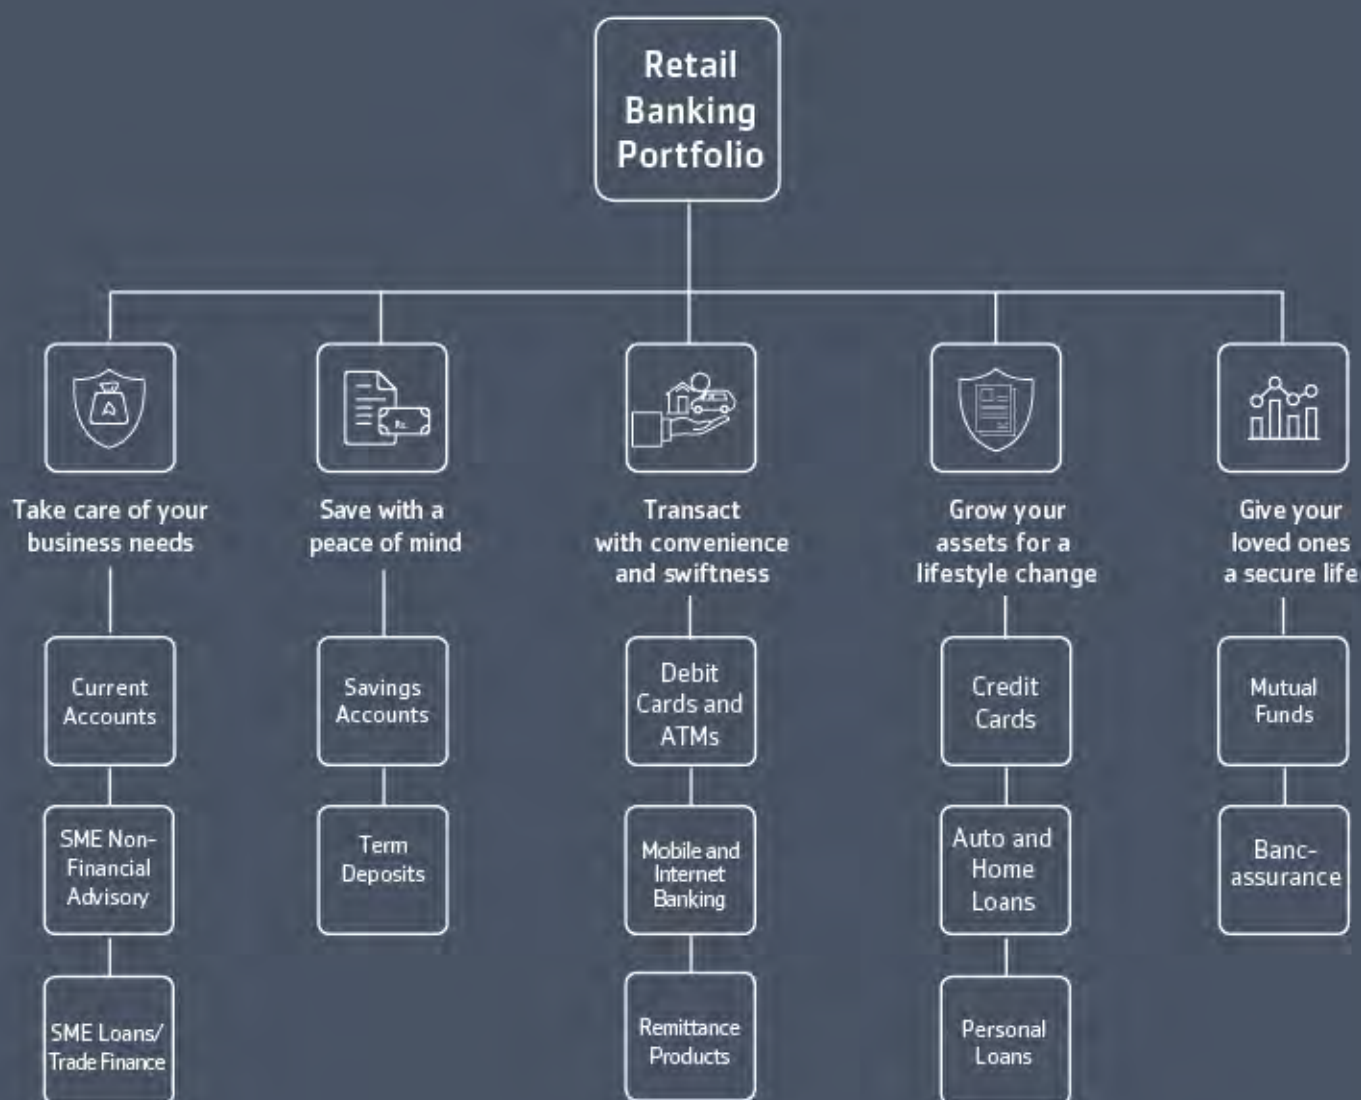 Retail
Banking
Portfolio
Take care of your
business needs
Save with a
peace of mind
Transact
with convenience
and swiftness
Grow your
assets for a
lifestyle change
Give your
loved ones
a secure life
Current
Accounts
Savings
Accounts
Debit
Cards and
ATMs
Credit
Cards
Mutual
Funds
SME Non-
Financial
Advisory
Term
Deposits
Mobile and
Internet
Banking
Auto and
Home
Loans
Banc-
assurance
SME Loans/
Trade Finance
Remittance
Products
Personal
Loans